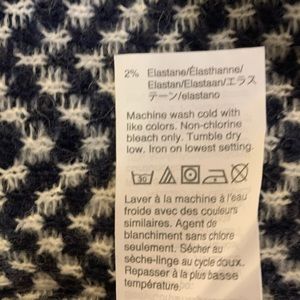 2% Elastane/Élasthanne/
Elastan/Elastaan/エラス
テーン/elastano
Machine wash cold with
like colors. Non-chlorine
bleach only. Tumble dry
low. Iron on lowest setting.
30
Laver à la machine à l'eau
froide avec des couleurs
similaires. Agent de
blanchiment sans chlore
seulement. Sécher au
sèche-linge au cycle doux.
Repasser à la plus basse
température.